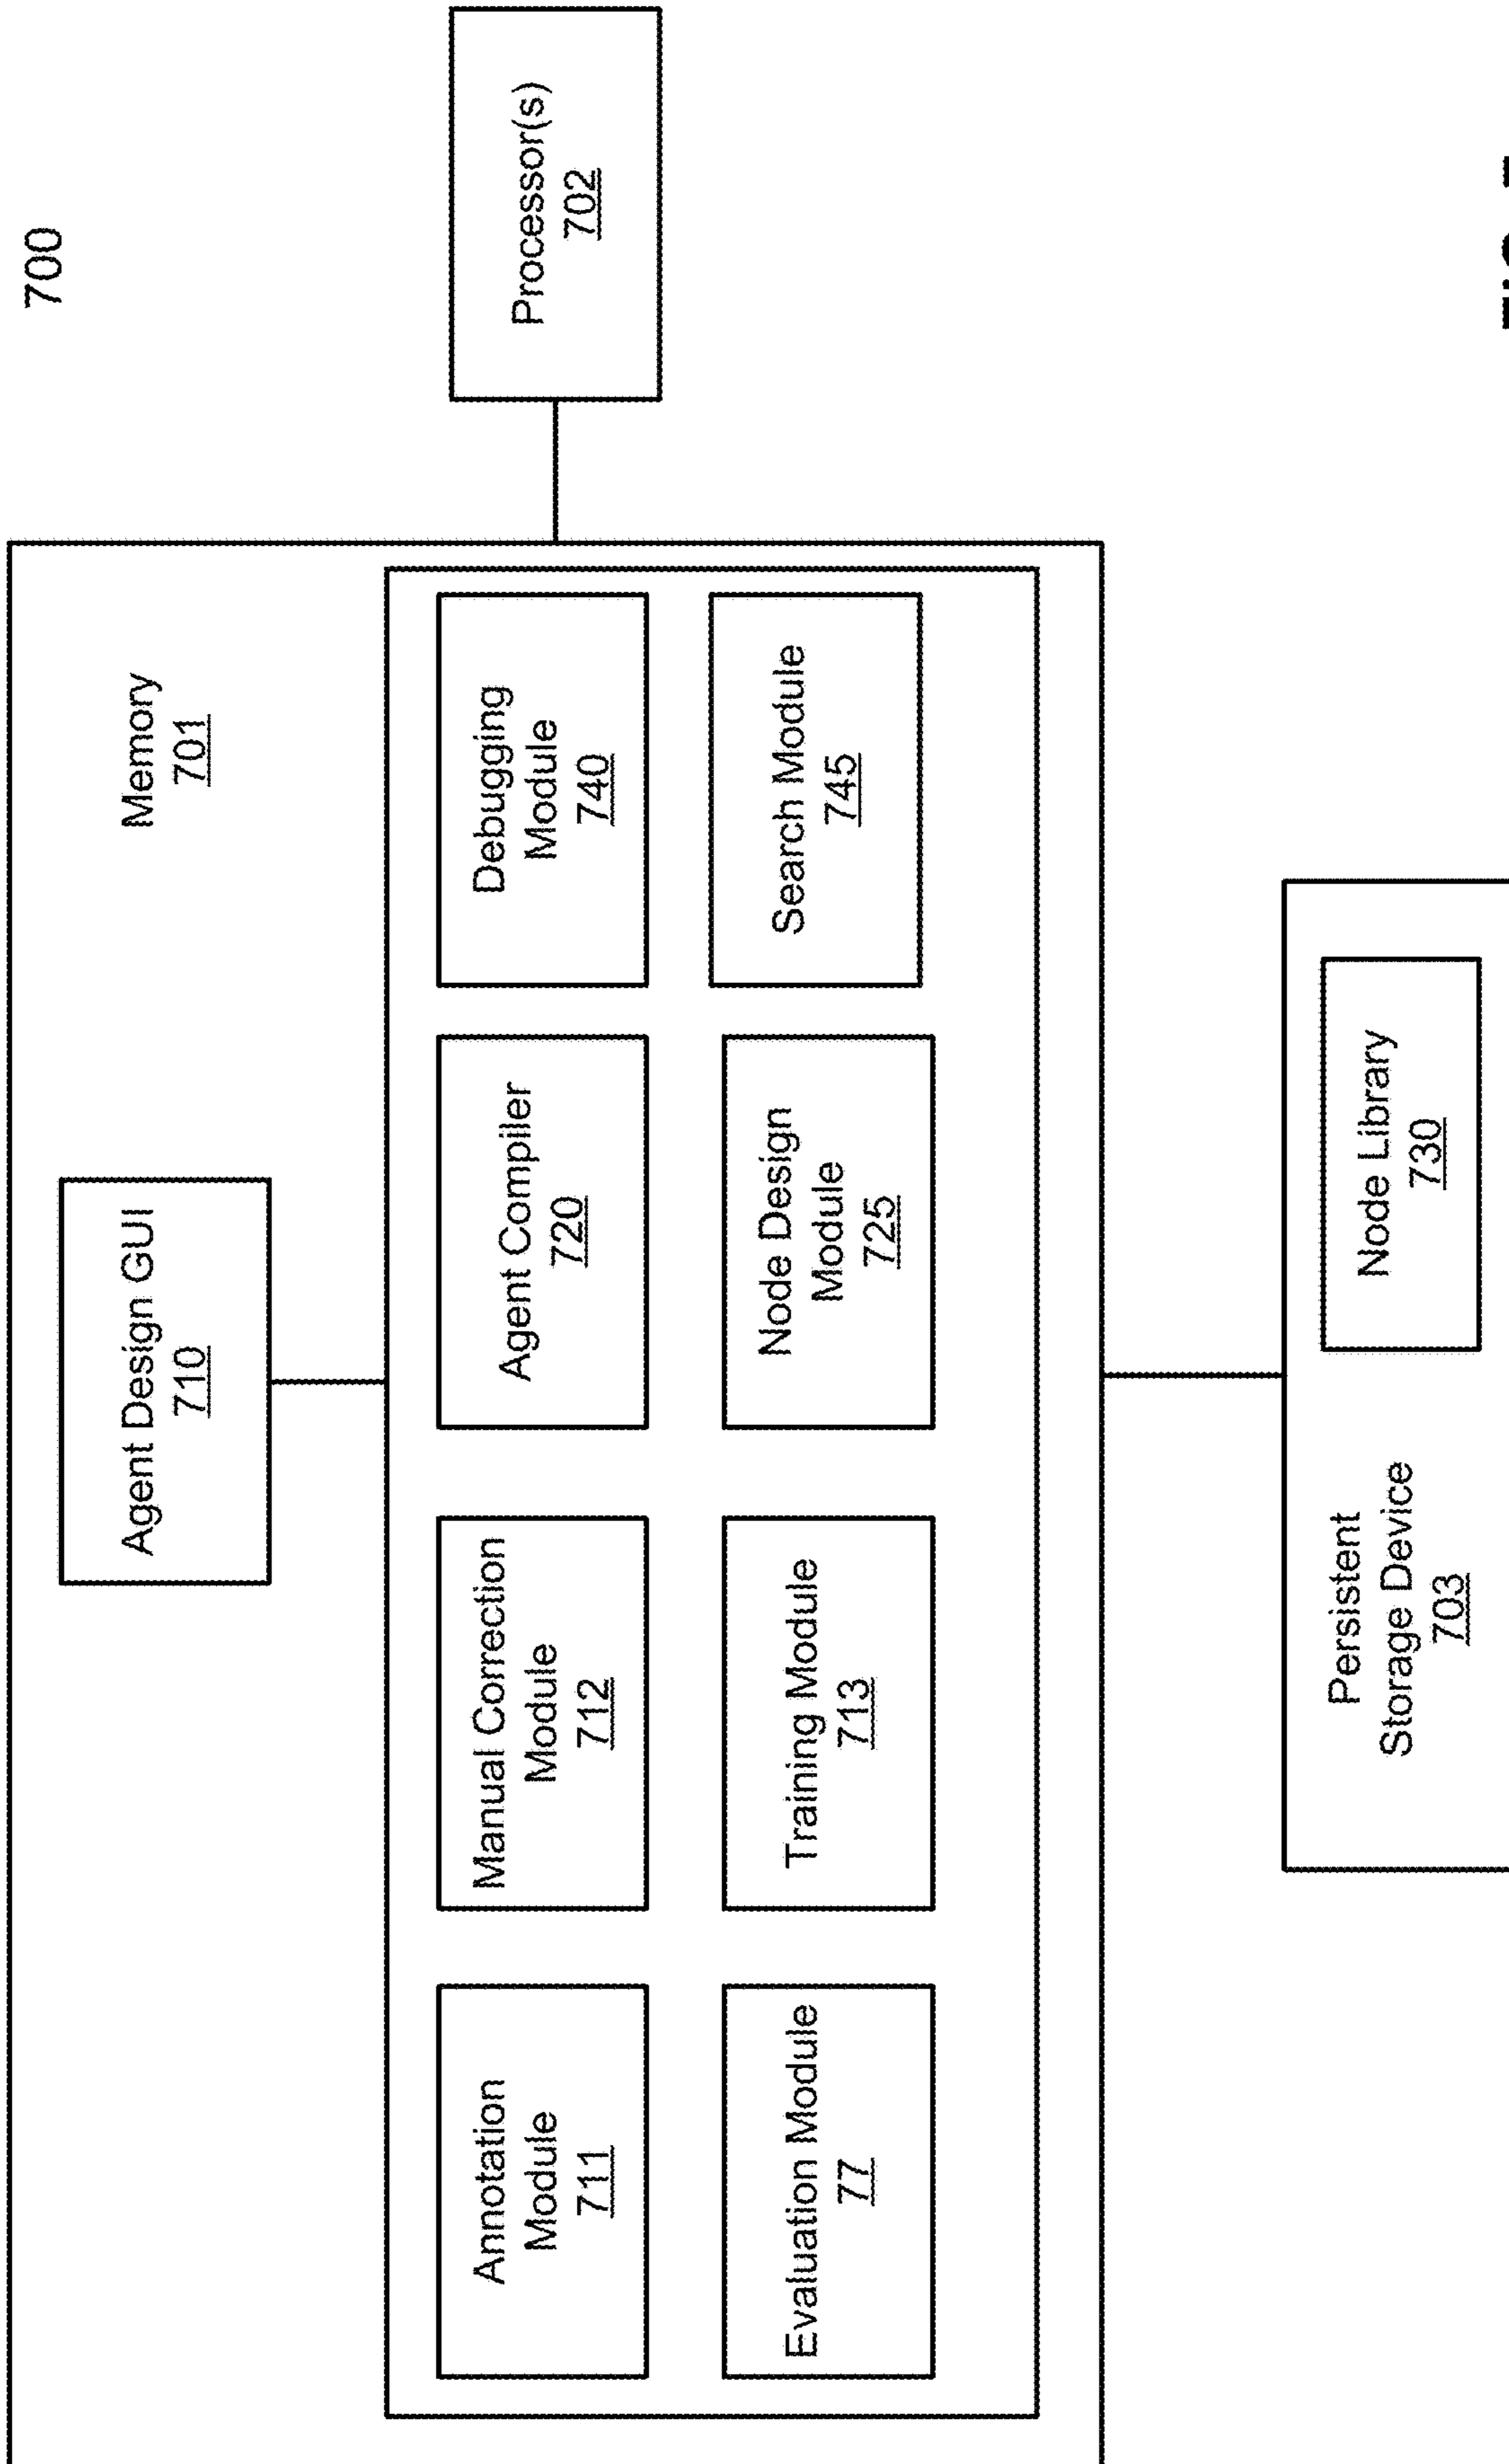 700
Agent Design GUI
710
Memory
701
Annotation
Module
711
Manual Correction
Module
712
Agent Compiler
720
Debugging
Module
740
Processor(s)
702
Evaluation Module
77
Training Module
713
Node Design
Module
725
Search Module
745
Persistent
Storage Device
703
Node Library
730